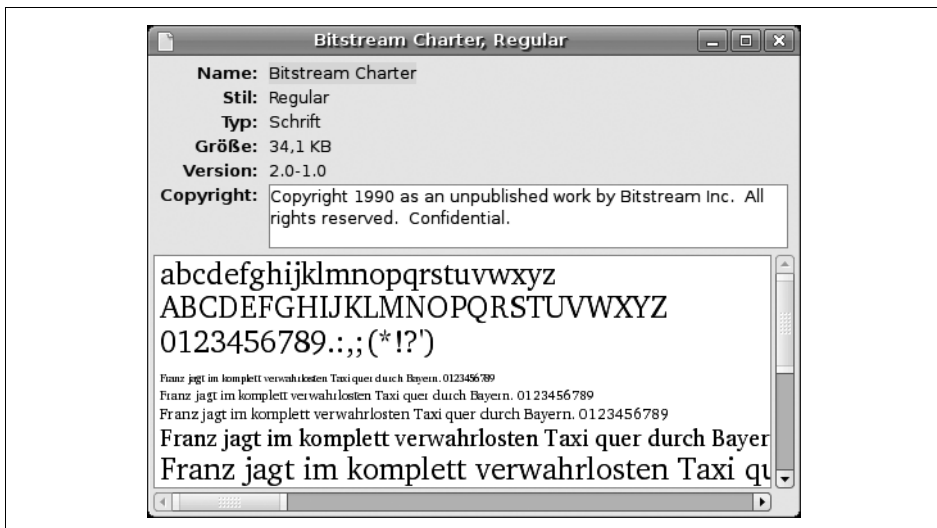 Bitstream Charter, Regular
Name: Bitstream Charter
Stil: Regular
Typ: Schrift
Größe: 34,1 KB
Version: 2.0-1.0
Copyright: Copyright 1990 as an unpublished work by Bitstream Inc.  All
rights reserved.  Confidential.
abcdefghijklmnopqrstuvwxyz
ABCDEFGHIJKLMNOPQRSTUVWXYZ
0123456789.:,;(*!?')
Franz jagt im komplett verwahrlosten Taxi quer durch Bayern. 0123456789
Franz jagt im komplett verwahrlosten Taxi quer durch Bayern. 0123456789
Franz jagt im komplett verwahrlosten Taxi quer durch Bayern. 0123456789
Franz jagt im komplett verwahrlosten Taxi quer durch Bayer
Franz jagt im komplett verwahrlosten Taxi qu